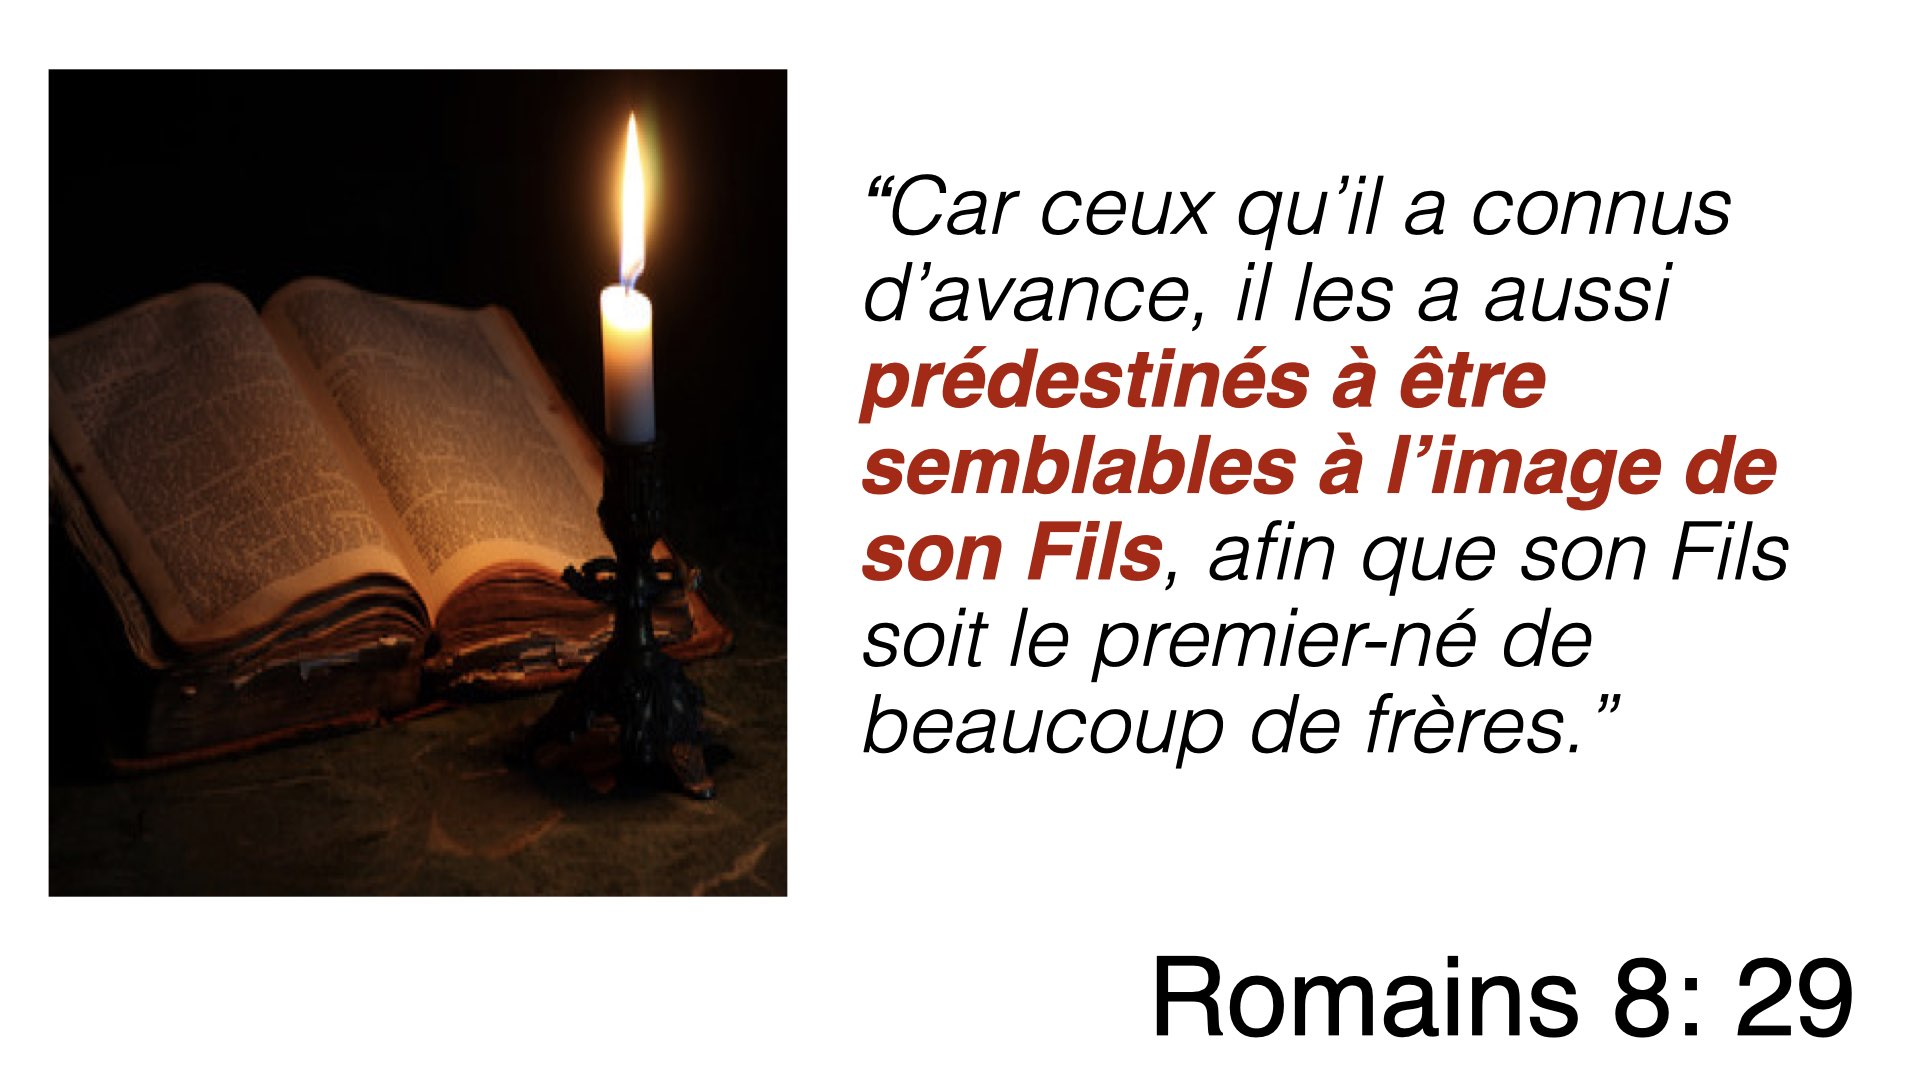 “Car ceux qu’il a connus
d’avance, il les a aussi
prédestinés à être
semblables à l’image de
son Fils, afin que son Fils
soit le premier-né de
beaucoup de frères.”
Romains 8: 29